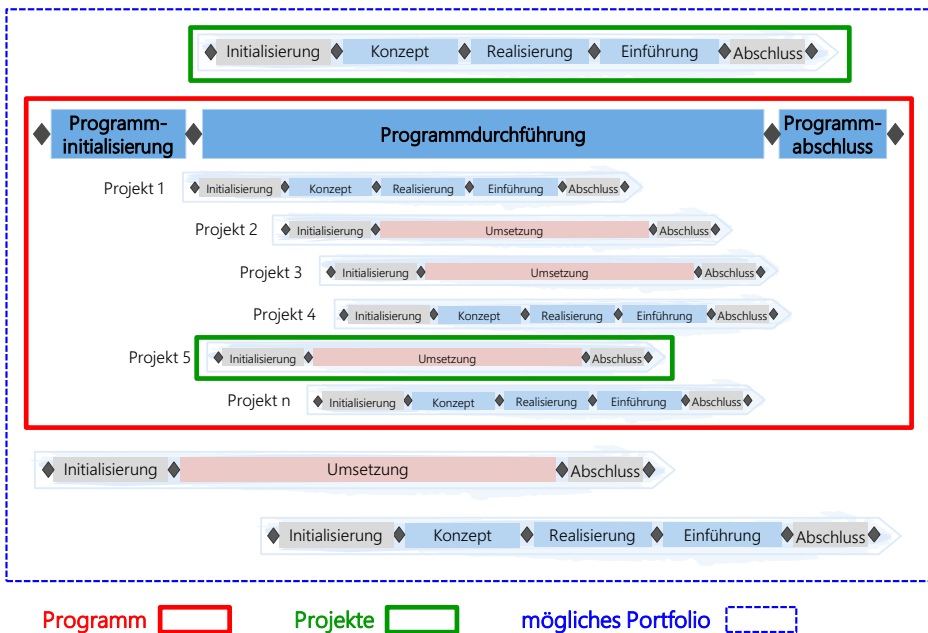 Initialisierung Konzept Realisierung Einführung Abschluss
Programm- Programmdurchführung Programm-
initialisierung abschluss
Projekt 1 Initialisierung Konzept Realisierung Einführung Abschluss
Projekt 2 Initialisierung Umsetzung Abschluss
Projekt 3 Initialisierung Umsetzung Abschluss
Projekt 4 Initialisierung Konzept Realisierung Einführung Abschluss
Projekt 5 Initialisierung Umsetzung Abschluss
Projekt n Initialisierung Konzept Realisierung Einführung Abschluss
Initialisierung Umsetzung Abschluss
Initialisierung Konzept Realisierung Einführung Abschluss
Programm Projekte mögliches Portfolio